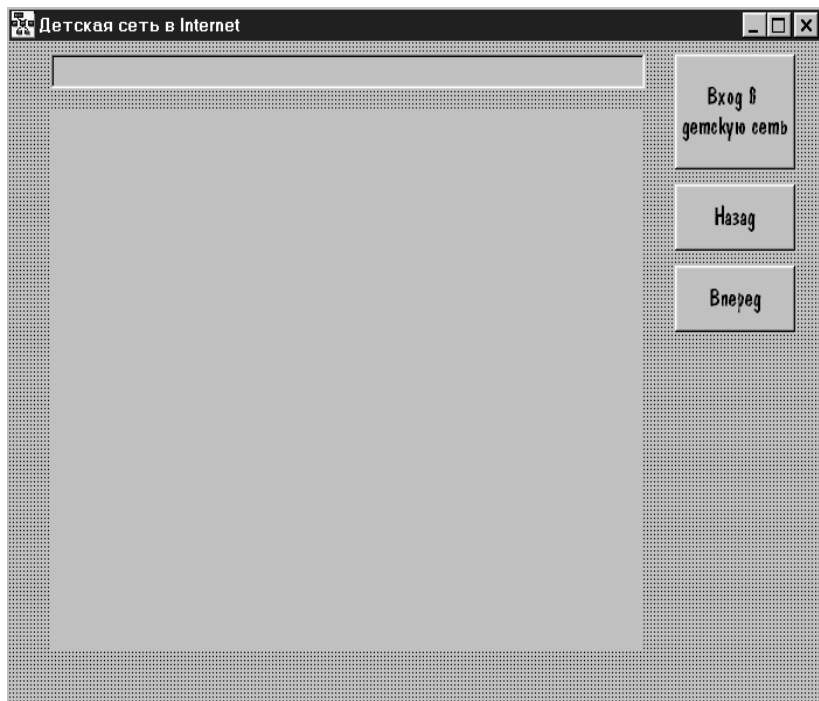 Детская сеть в Internet
Вход в
детскую сеть
Назад
Вперед